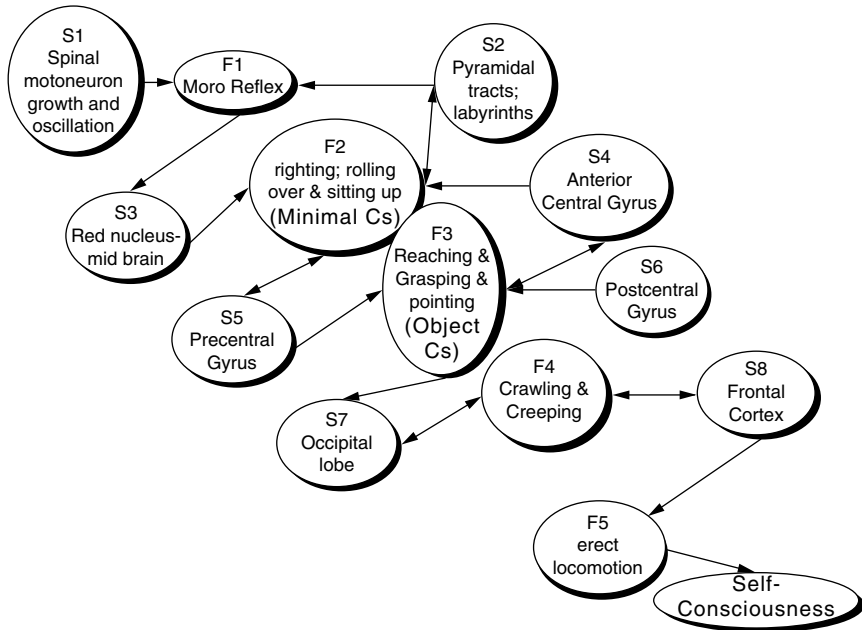 S1
Spinal
motoneuron
growth and
oscillation
F1
Moro Reflex
S2
Pyramidal
tracts;
labyrinths
F2
righting; rolling
over & sitting up
(Minimal Cs)
S4
Anterior
Central Gyrus
S3
Red nucleus-
mid brain
F3
Reaching &
Grasping &
pointing
(Object
Cs)
S6
Postcentral
Gyrus
S5
Precentral
Gyrus
F4
Crawling &
Creeping
S8
Frontal
Cortex
S7
Occipital
lobe
F5
erect
locomotion
Self-
Consciousness